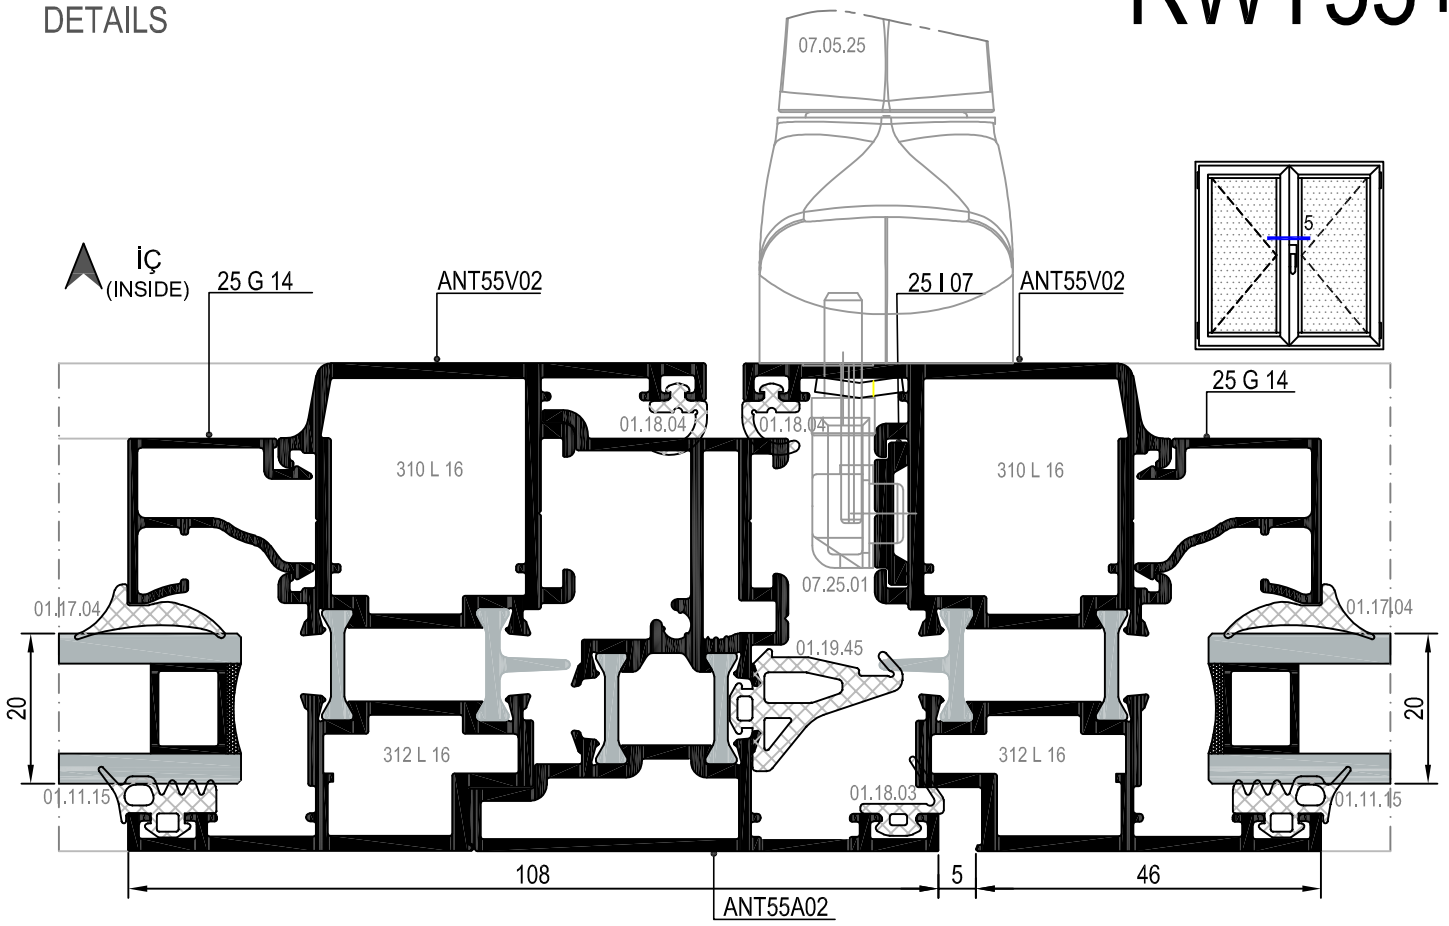 DETAILS
07.05.25
5
İÇ
(INSIDE)
25 G 14
ANT55V02
25 I 07
ANT55V02
25 G 14
01.18.04
01.18.04
310 L 16
310 L 16
07.25.01
01.17.04
01.17.04
01.19.45
20
20
312 L 16
312 L 16
01.11.15
01.18.03
01.11.15
108
5
46
ANT55A02